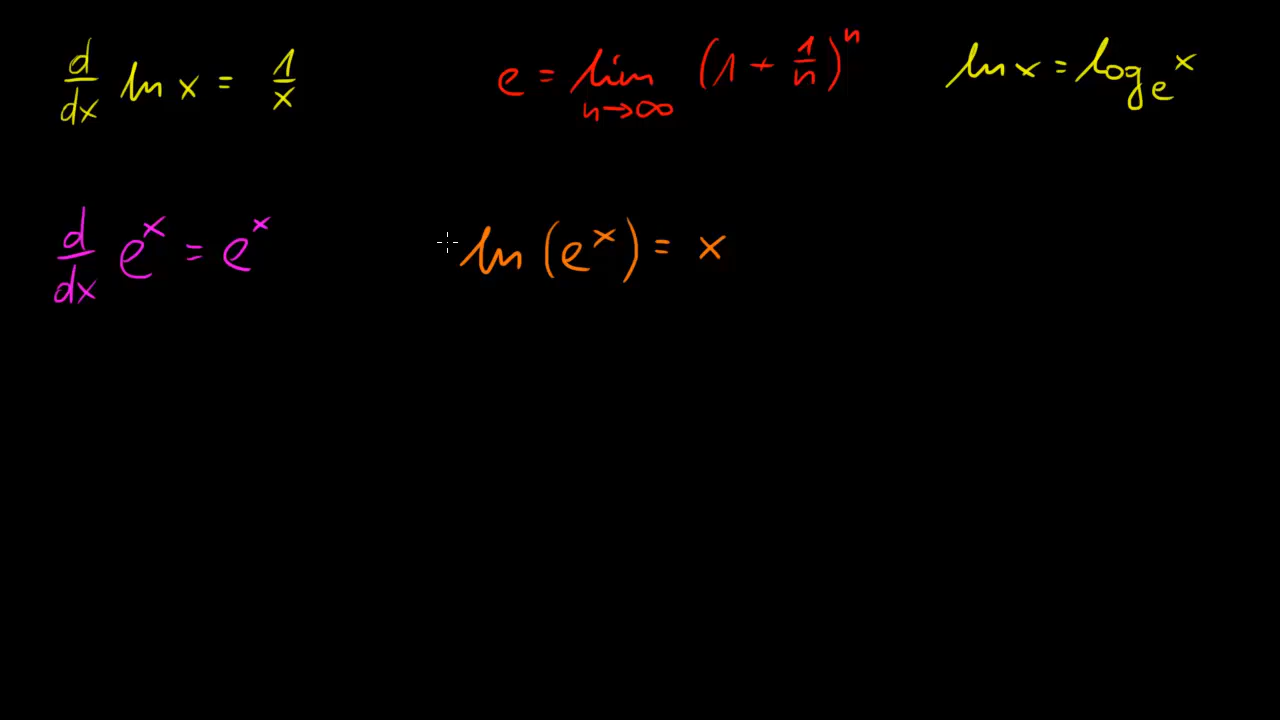 d/dx ln x = 1/x
e = lim n→∞ (1 + 1/n)^n
ln x = log_e x
d/dx e^x = e^x
ln (e^x) = x